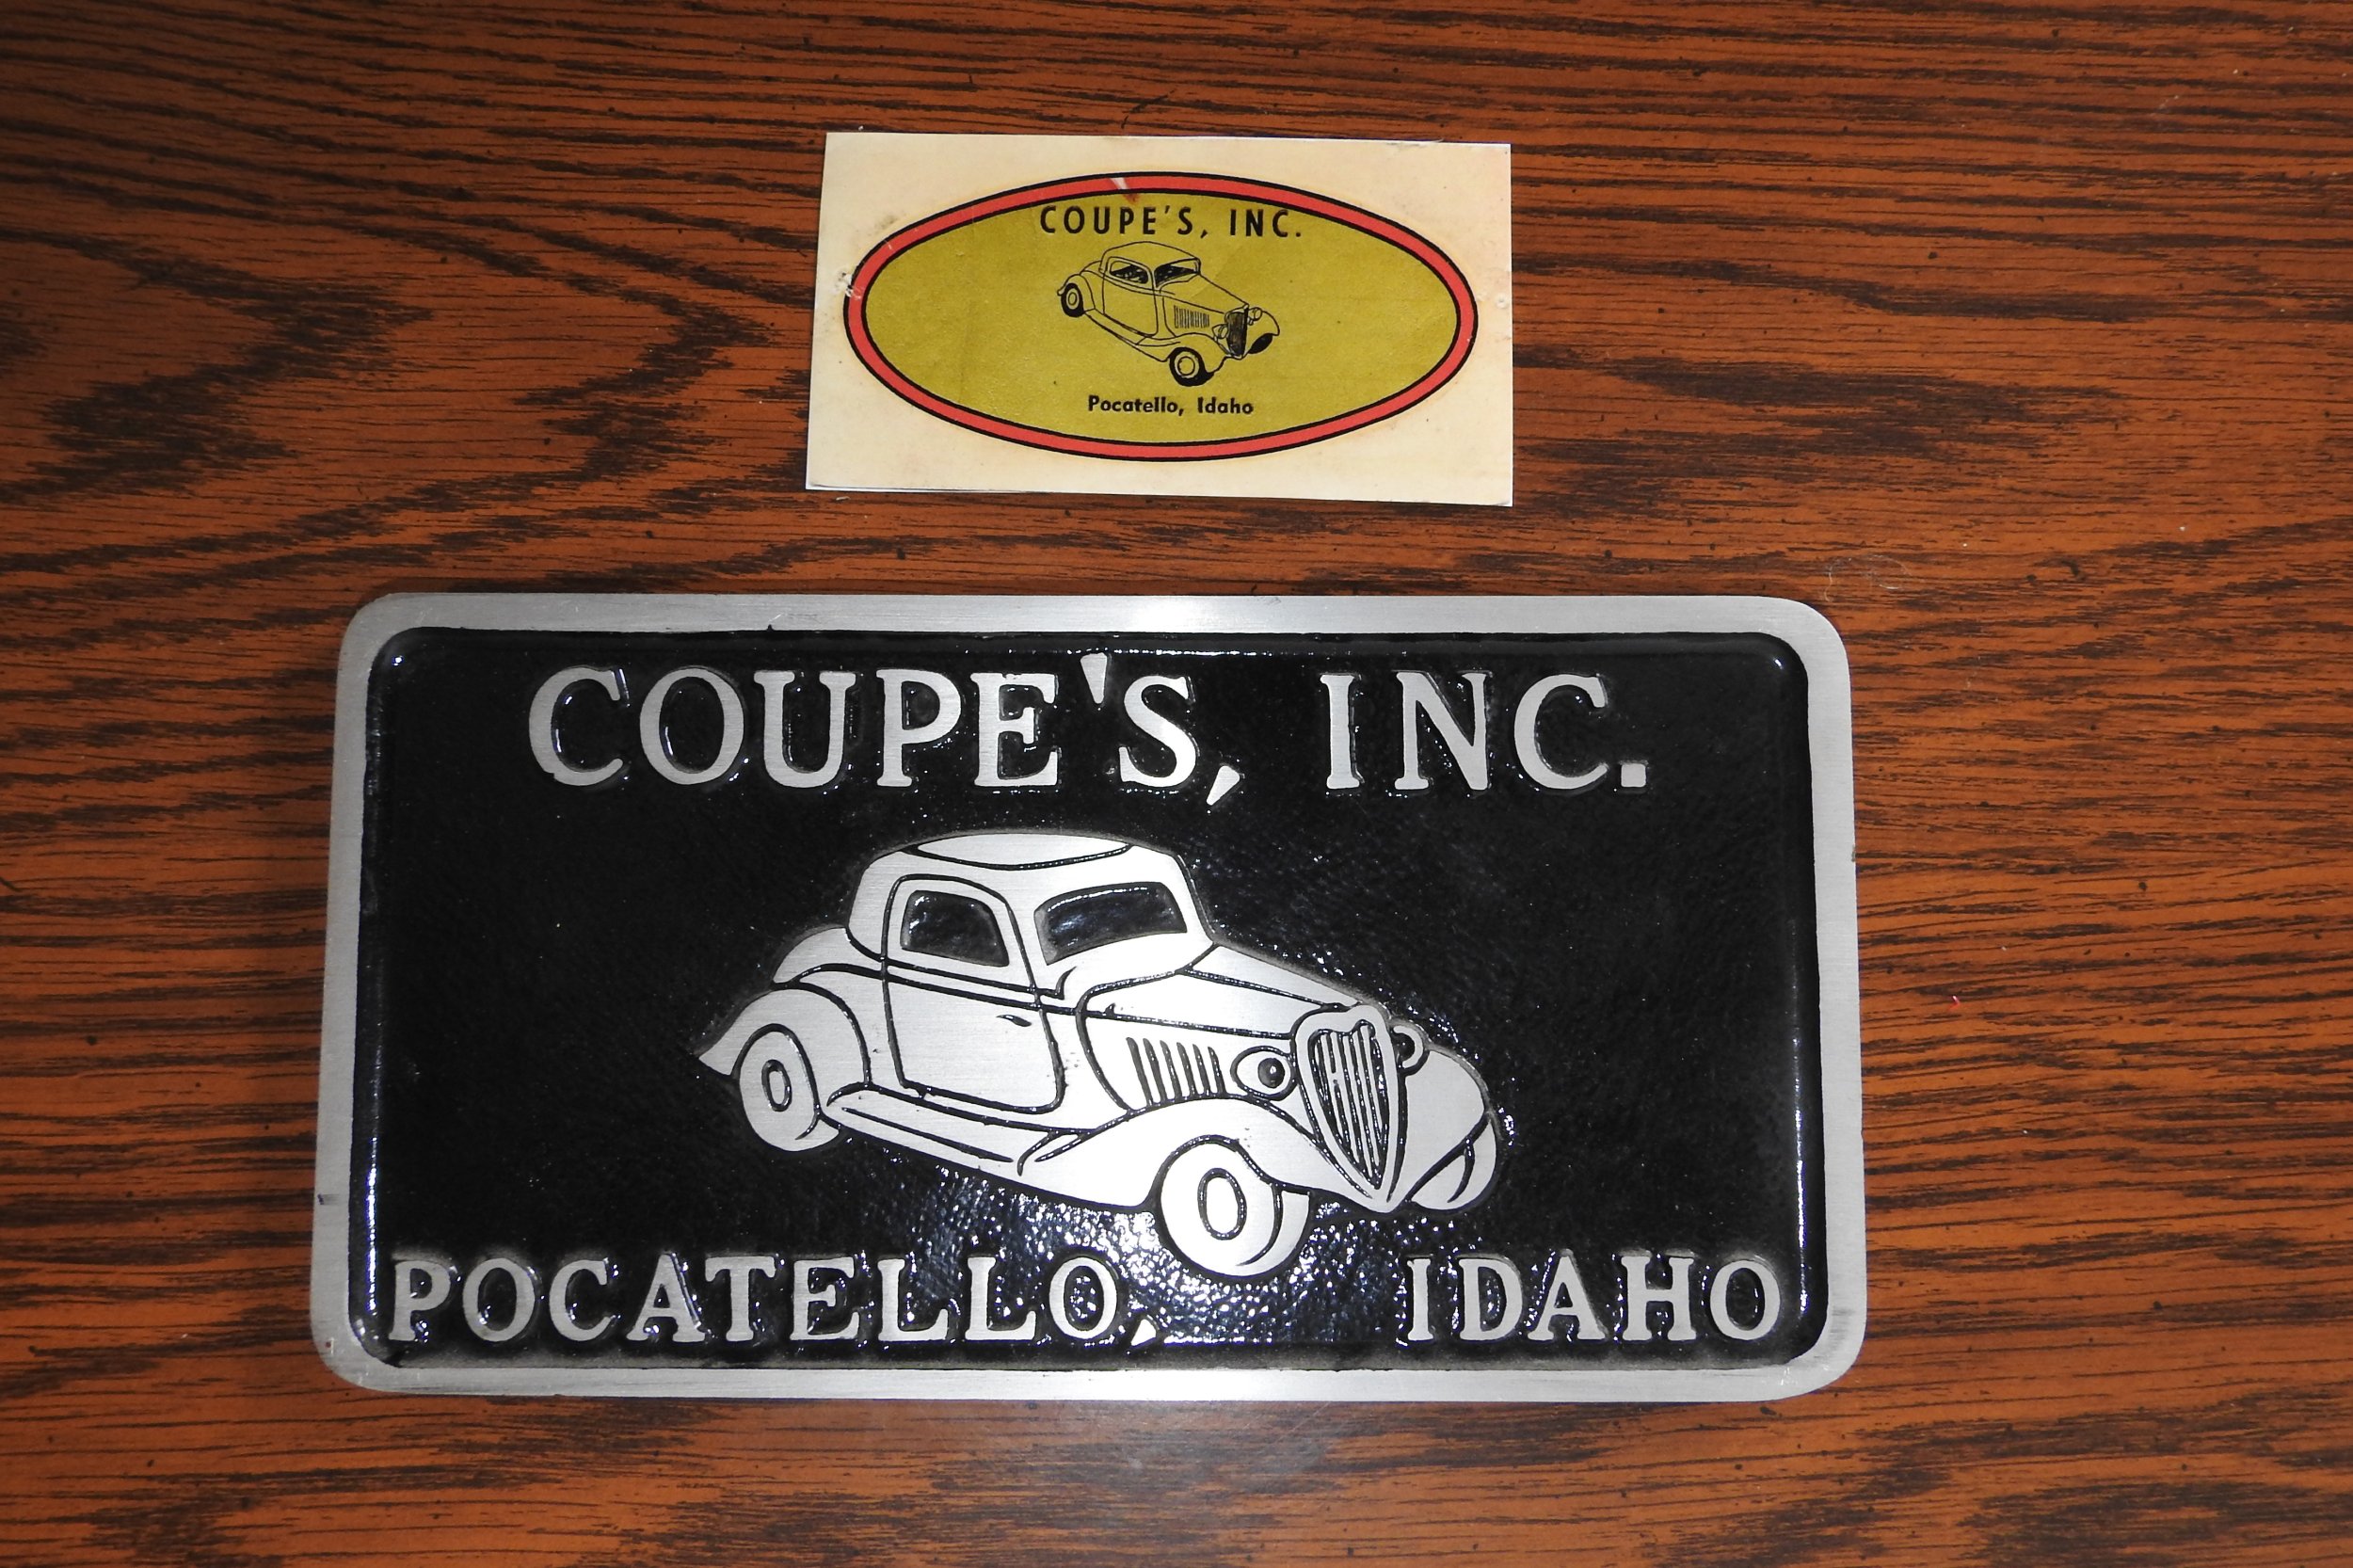 COUPE'S, INC.
Pocatello, Idaho
COUPE'S, INC.
POCATELLO, IDAHO